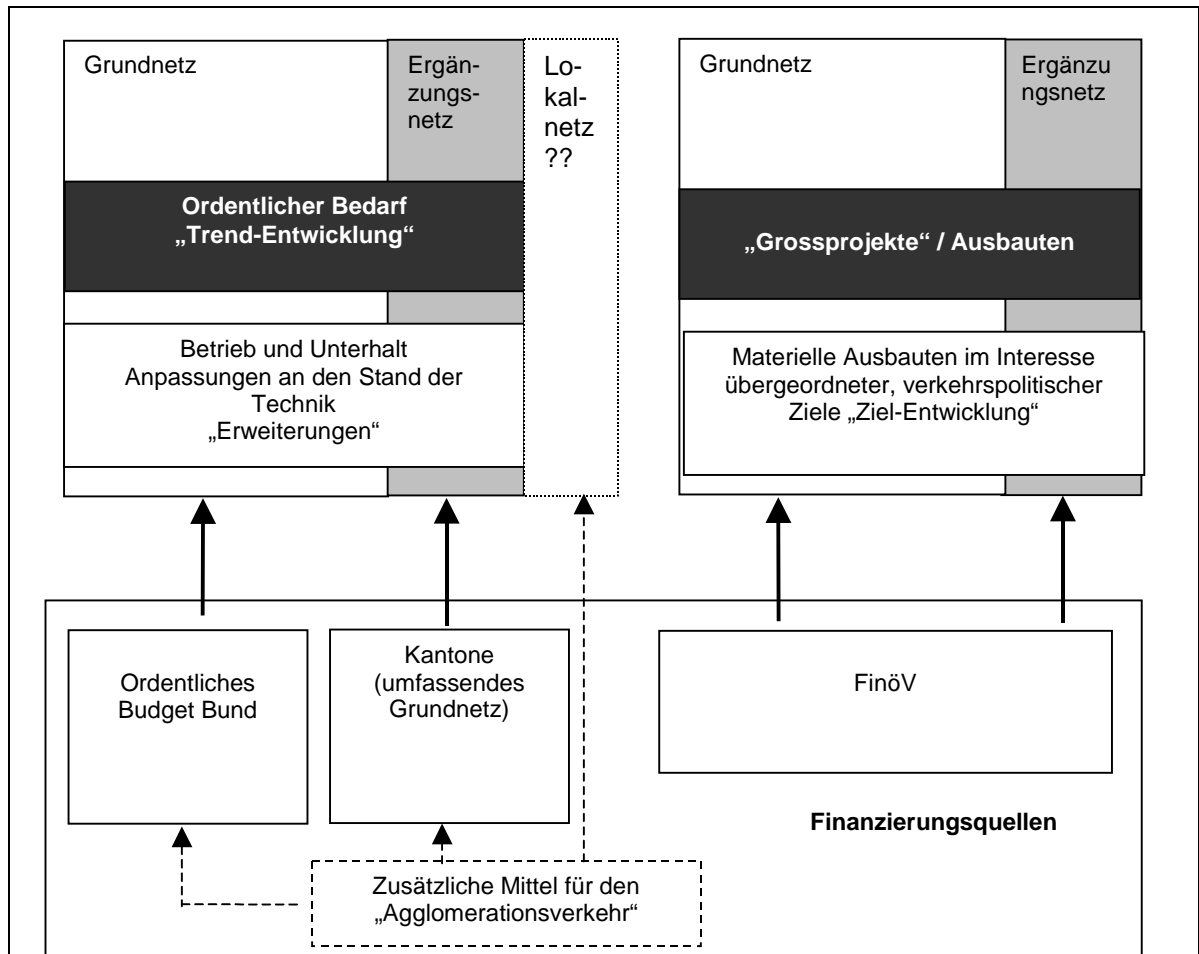 Grundnetz
Ergän-
zungs-
netz
Lo-
kal-
netz
??
Ordentlicher Bedarf
„Trend-Entwicklung“
Betrieb und Unterhalt
Anpassungen an den Stand der
Technik
„Erweiterungen“
Grundnetz
Ergänzu
ngsnetz
„Grossprojekte“ / Ausbauten
Materielle Ausbauten im Interesse
übergeordneter, verkehrspolitischer
Ziele „Ziel-Entwicklung“
Ordentliches
Budget Bund
Kantone
(umfassendes
Grundnetz)
FinöV
Finanzierungsquellen
Zusätzliche Mittel für den
„Agglomerationsverkehr“